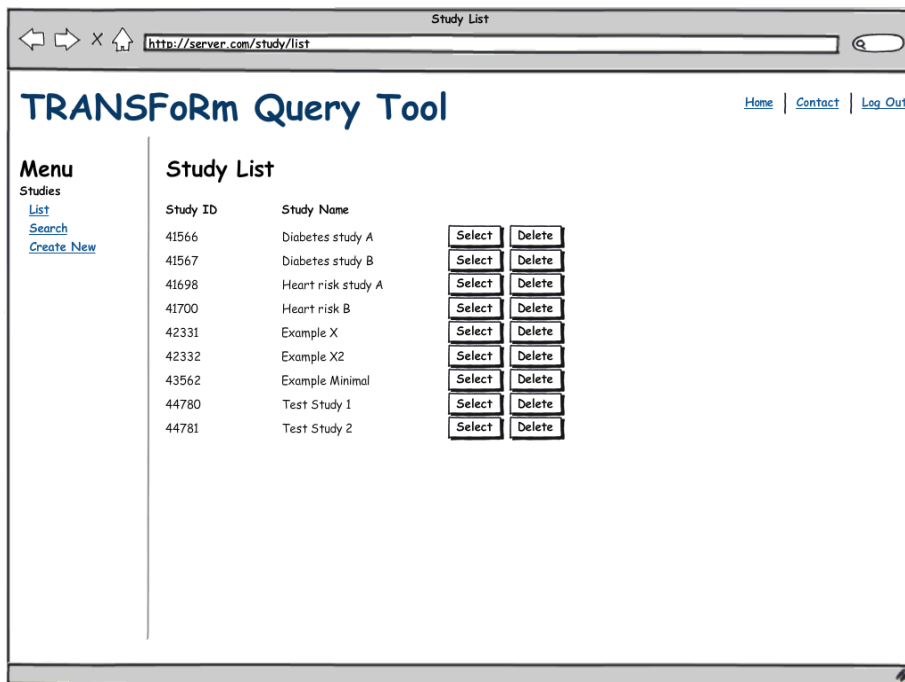 Study List
X
http://server.com/study/list
TRANSFoRm Query Tool
Home | Contact | Log Out
Menu
Studies
List
Search
Create New
Study List
Study ID Study Name
41566 Diabetes study A Select Delete
41567 Diabetes study B Select Delete
41698 Heart risk study A Select Delete
41700 Heart risk B Select Delete
42331 Example X Select Delete
42332 Example X2 Select Delete
43562 Example Minimal Select Delete
44780 Test Study 1 Select Delete
44781 Test Study 2 Select Delete